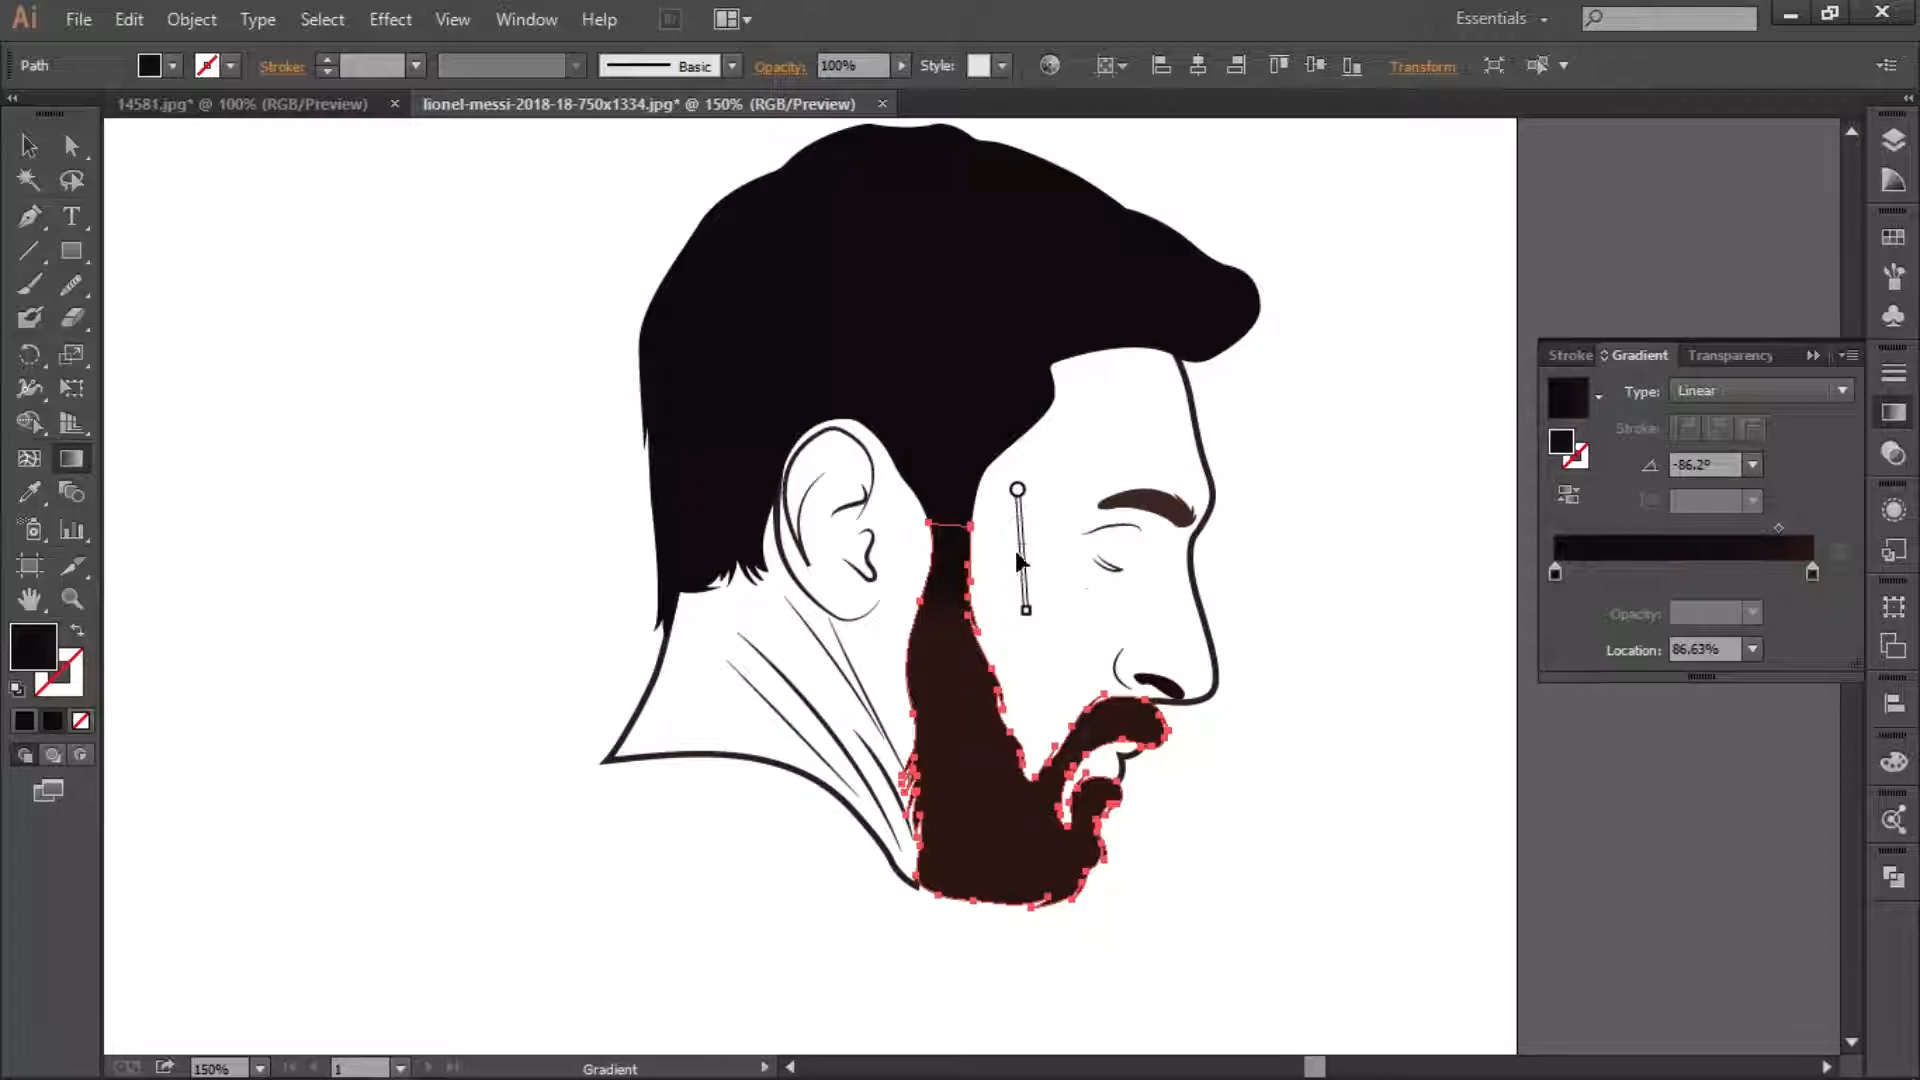 Ai File Edit Object Type Select Effect View Window Help Br Essentials
Path Stroke: Basic Opacity: 100% Style: Transform
14581.jpg* @ 100% (RGB/Preview) lionel-messi-2018-18-750x1334.jpg* @ 150% (RGB/Preview)
Stroke Gradient Transparency
Type: Linear
Stroke:
-86.2°
Opacity:
Location: 86.63%
T
150% 1 Gradient